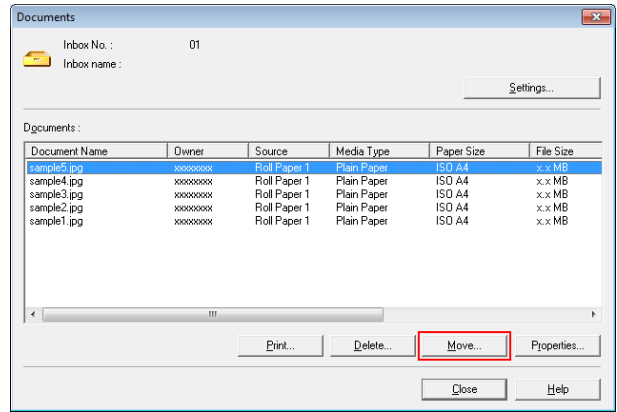 Documents
Inbox No. : 01
Inbox name :
Settings...
Documents :
Document Name Owner Source Media Type Paper Size File Size
sample5.jpg xxxxxxxx Roll Paper 1 Plain Paper ISO A4 x.x MB
sample4.jpg xxxxxxxx Roll Paper 1 Plain Paper ISO A4 x.x MB
sample3.jpg xxxxxxxx Roll Paper 1 Plain Paper ISO A4 x.x MB
sample2.jpg xxxxxxxx Roll Paper 1 Plain Paper ISO A4 x.x MB
sample1.jpg xxxxxxxx Roll Paper 1 Plain Paper ISO A4 x.x MB
Print... Delete... Move... Properties...
Close Help